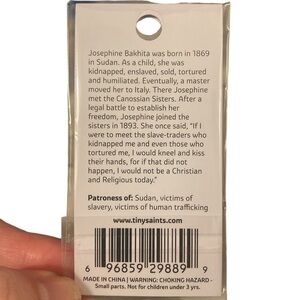 Josephine Bakhita was born in 1869
in Sudan. As a child, she was
kidnapped, enslaved, sold, tortured
and humiliated. Eventually, a master
moved her to Italy. There Josephine
met the Canossian Sisters. After a
legal battle to establish her
freedom, Josephine joined the
sisters in 1893. She once said, "If I
were to meet the slave-traders who
kidnapped me and even those who
tortured me, I would kneel and kiss
their hands, for if that did not
happen, I would not be a Christian
and Religious today."
Patroness of: Sudan, victims of
slavery, victims of human trafficking
www.tinysaints.com
6 96859 29889 9
MADE IN CHINA | WARNING: CHOKING HAZARD -
Small parts. Not for children under 3 yrs.